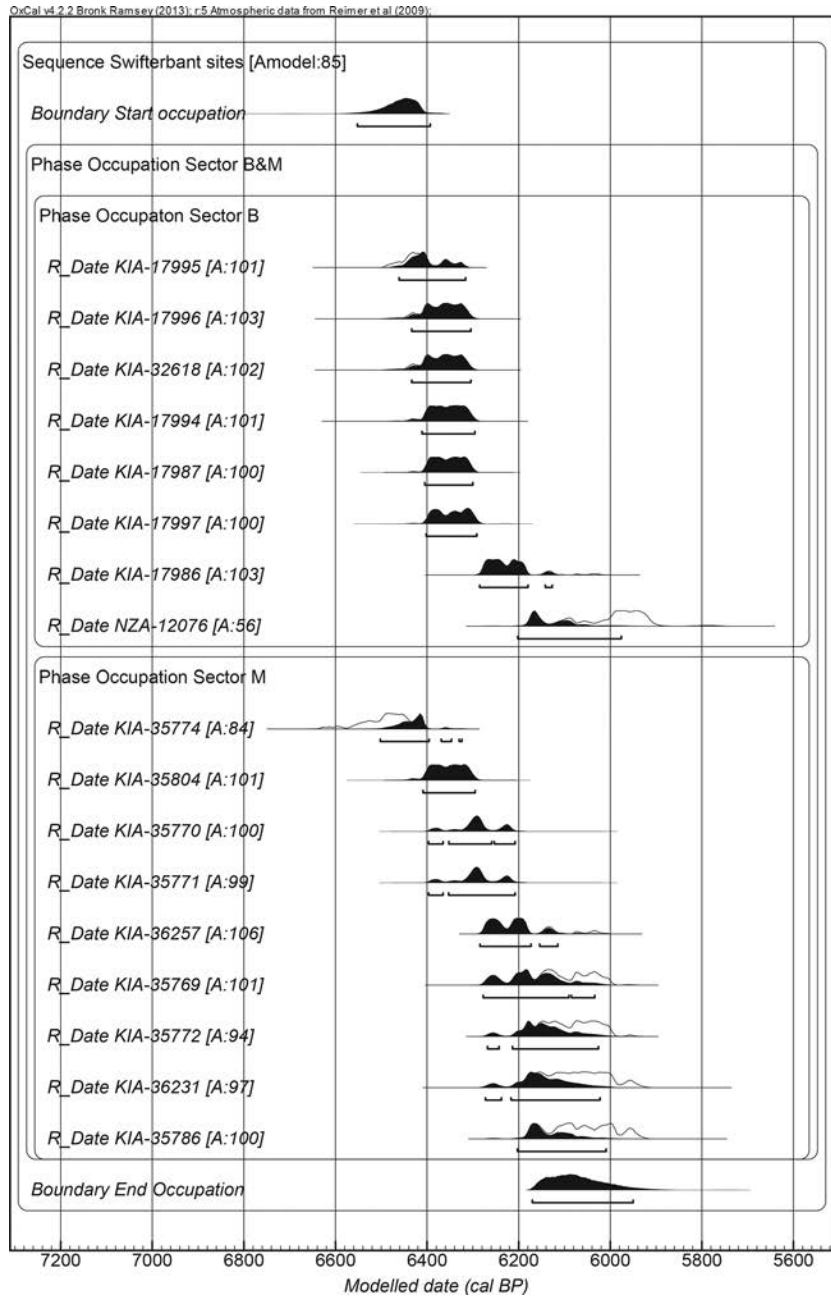 OxCal v4.2.2 Bronk Ramsey (2013); r:5 Atmospheric data from Reimer et al (2009);
Sequence Swifterbant sites [Amodel:85]
Boundary Start occupation
Phase Occupation Sector B&M
Phase Occupaton Sector B
R_Date KIA-17995 [A:101]
R_Date KIA-17996 [A:103]
R_Date KIA-32618 [A:102]
R_Date KIA-17994 [A:101]
R_Date KIA-17987 [A:100]
R_Date KIA-17997 [A:100]
R_Date KIA-17986 [A:103]
R_Date NZA-12076 [A:56]
Phase Occupation Sector M
R_Date KIA-35774 [A:84]
R_Date KIA-35804 [A:101]
R_Date KIA-35770 [A:100]
R_Date KIA-35771 [A:99]
R_Date KIA-36257 [A:106]
R_Date KIA-35769 [A:101]
R_Date KIA-35772 [A:94]
R_Date KIA-36231 [A:97]
R_Date KIA-35786 [A:100]
Boundary End Occupation
7200 7000 6800 6600 6400 6200 6000 5800 5600
Modelled date (cal BP)